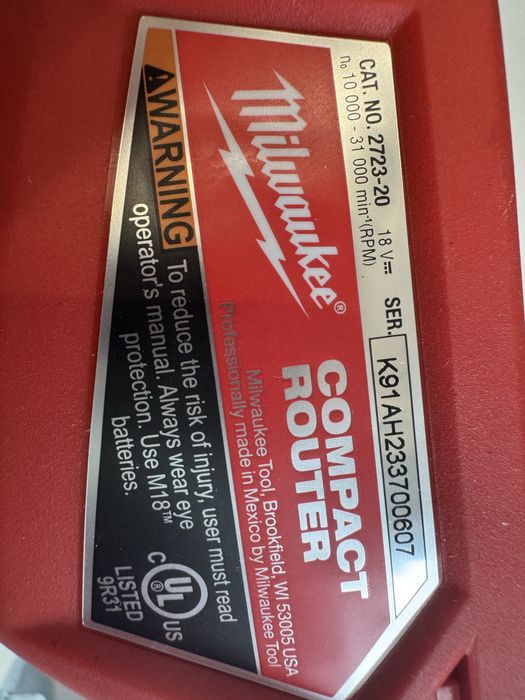 CAT. NO. 2723-20 18 V⎓ SER. K91AH233700607
n₀ 10 000 - 31 000 min⁻¹(RPM)
Milwaukee®
COMPACT
ROUTER
Milwaukee Tool, Brookfield, WI 53005 USA
Professionally made in Mexico by Milwaukee Tool
⚠WARNING
To reduce the risk of injury, user must read
operator's manual. Always wear eye
protection. Use M18™
batteries.
C UL US
LISTED
9R31